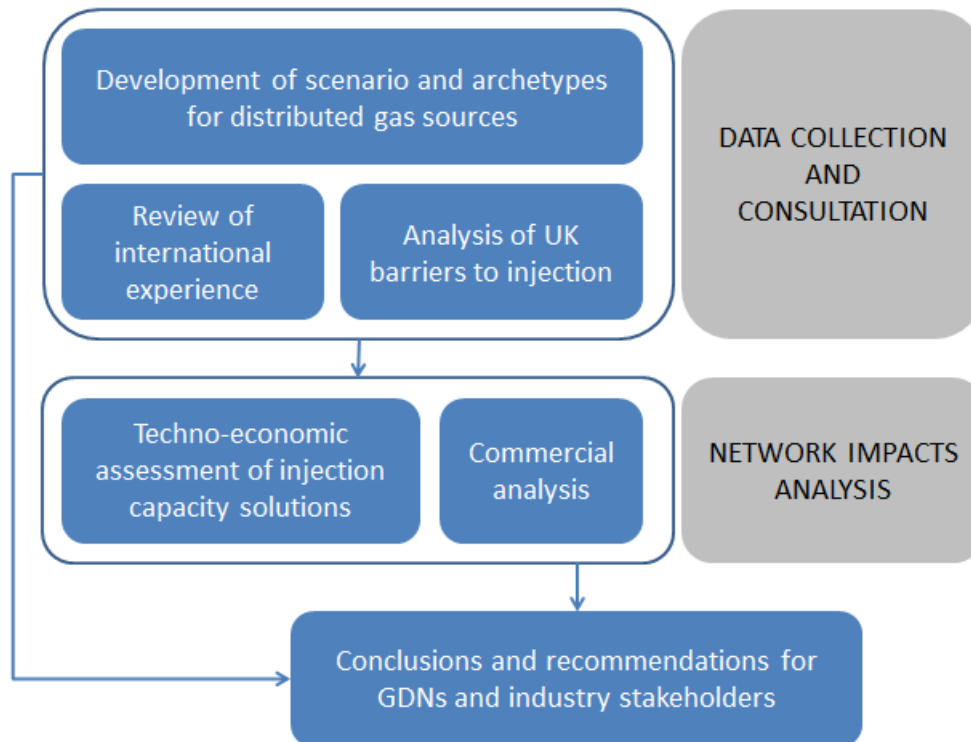 Development of scenario and archetypes
for distributed gas sources
DATA COLLECTION
AND
CONSULTATION
Review of
international
experience
Analysis of UK
barriers to injection
Techno-economic
assessment of injection
capacity solutions
Commercial
analysis
NETWORK IMPACTS
ANALYSIS
Conclusions and recommendations for
GDNs and industry stakeholders